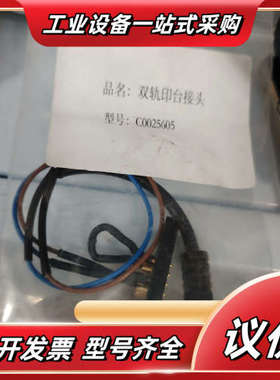 工业设备一站式采购
品名：双轨印台接头
型号：C0025605
开发票 型号齐全
议价